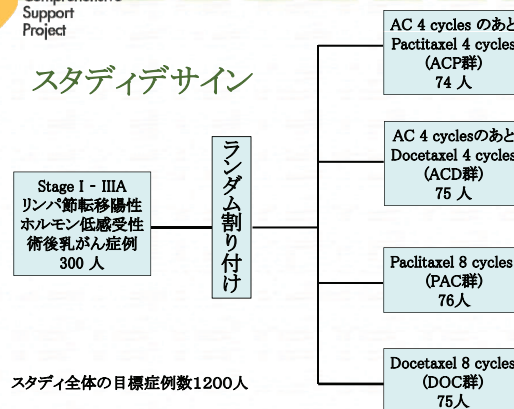 Support
Project
スタディデサイン
Stage I - IIIA
リンパ節転移陽性
ホルモン低感受性
術後乳がん症例
300 人
ランダム割り付け
AC 4 cycles のあと
Pactitaxel 4 cycles
(ACP群)
74 人
AC 4 cyclesのあと
Docetaxel 4 cycles
(ACD群)
75 人
Paclitaxel 8 cycles
(PAC群)
76人
Docetaxel 8 cycles
(DOC群)
75人
スタディ全体の目標症例数1200人